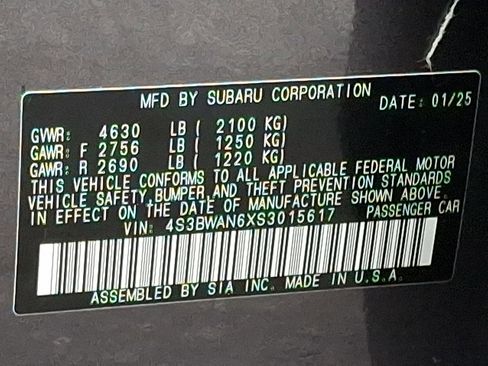 MFD BY SUBARU CORPORATION DATE: 01/25
GVWR: 4630 LB ( 2100 KG)
GAWR: F 2756 LB ( 1250 KG)
GAWR: R 2690 LB ( 1220 KG)
THIS VEHICLE CONFORMS TO ALL APPLICABLE FEDERAL MOTOR
VEHICLE SAFETY, BUMPER, AND THEFT PREVENTION STANDARDS
IN EFFECT ON THE DATE OF MANUFACTURE SHOWN ABOVE.
VIN: 4S3BWAN6XS3015617 PASSENGER CAR
ASSEMBLED BY SIA INC. MADE IN U.S.A.